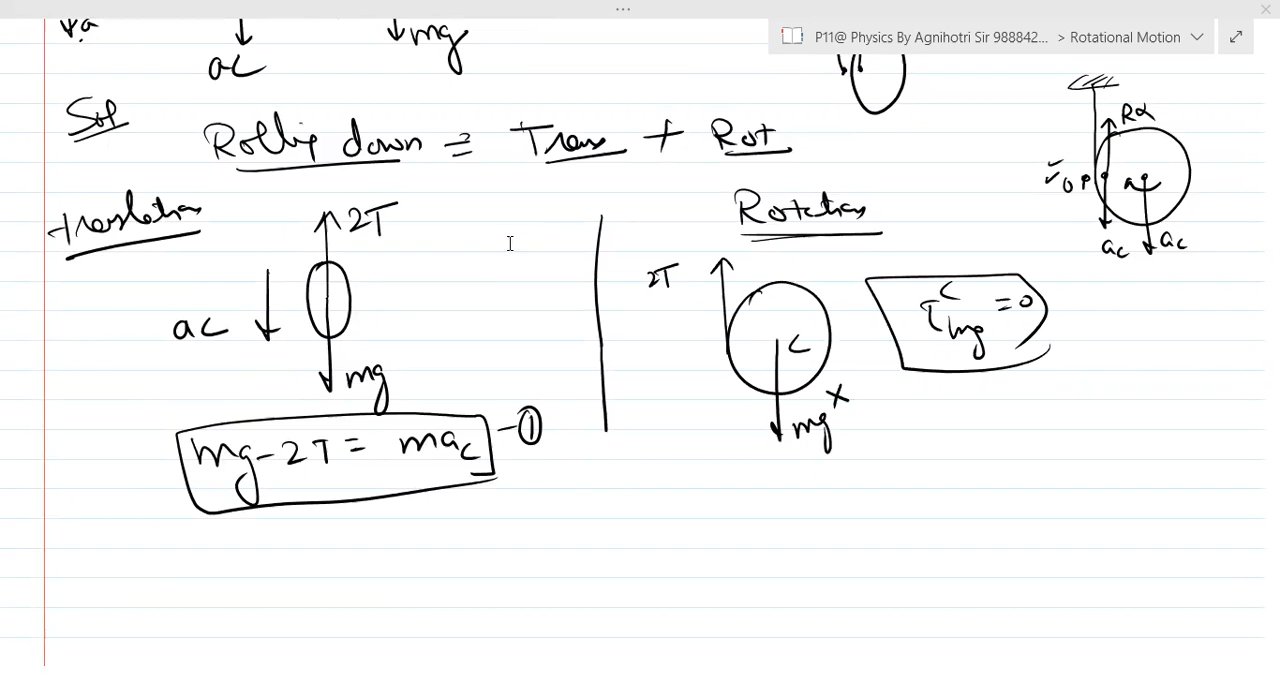 P11@ Physics By Agnihotri Sir 988842... > Rotational Motion
a
ac
mg
Sol
Rolling down = Trans + Rot
Rα
P
ac
ac
Translation
2T
ac
mg
mg - 2T = mac - ①
Rotation
2T
C
mg x
τ C mg = 0